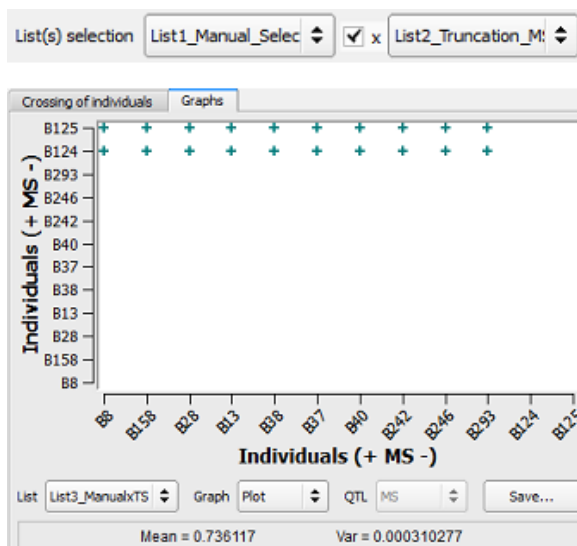 List(s) selection List1_Manual_Selec x List2_Truncation_M
Crossing of individuals Graphs
Individuals (+ MS -)
B125
B124
B293
B246
B242
B40
B37
B38
B13
B28
B158
B8
B8 B158 B28 B13 B38 B37 B40 B242 B246 B293 B124 B125
Individuals (+ MS -)
List List3_ManualxTS Graph Plot QTL MS Save...
Mean = 0.736117 Var = 0.000310277